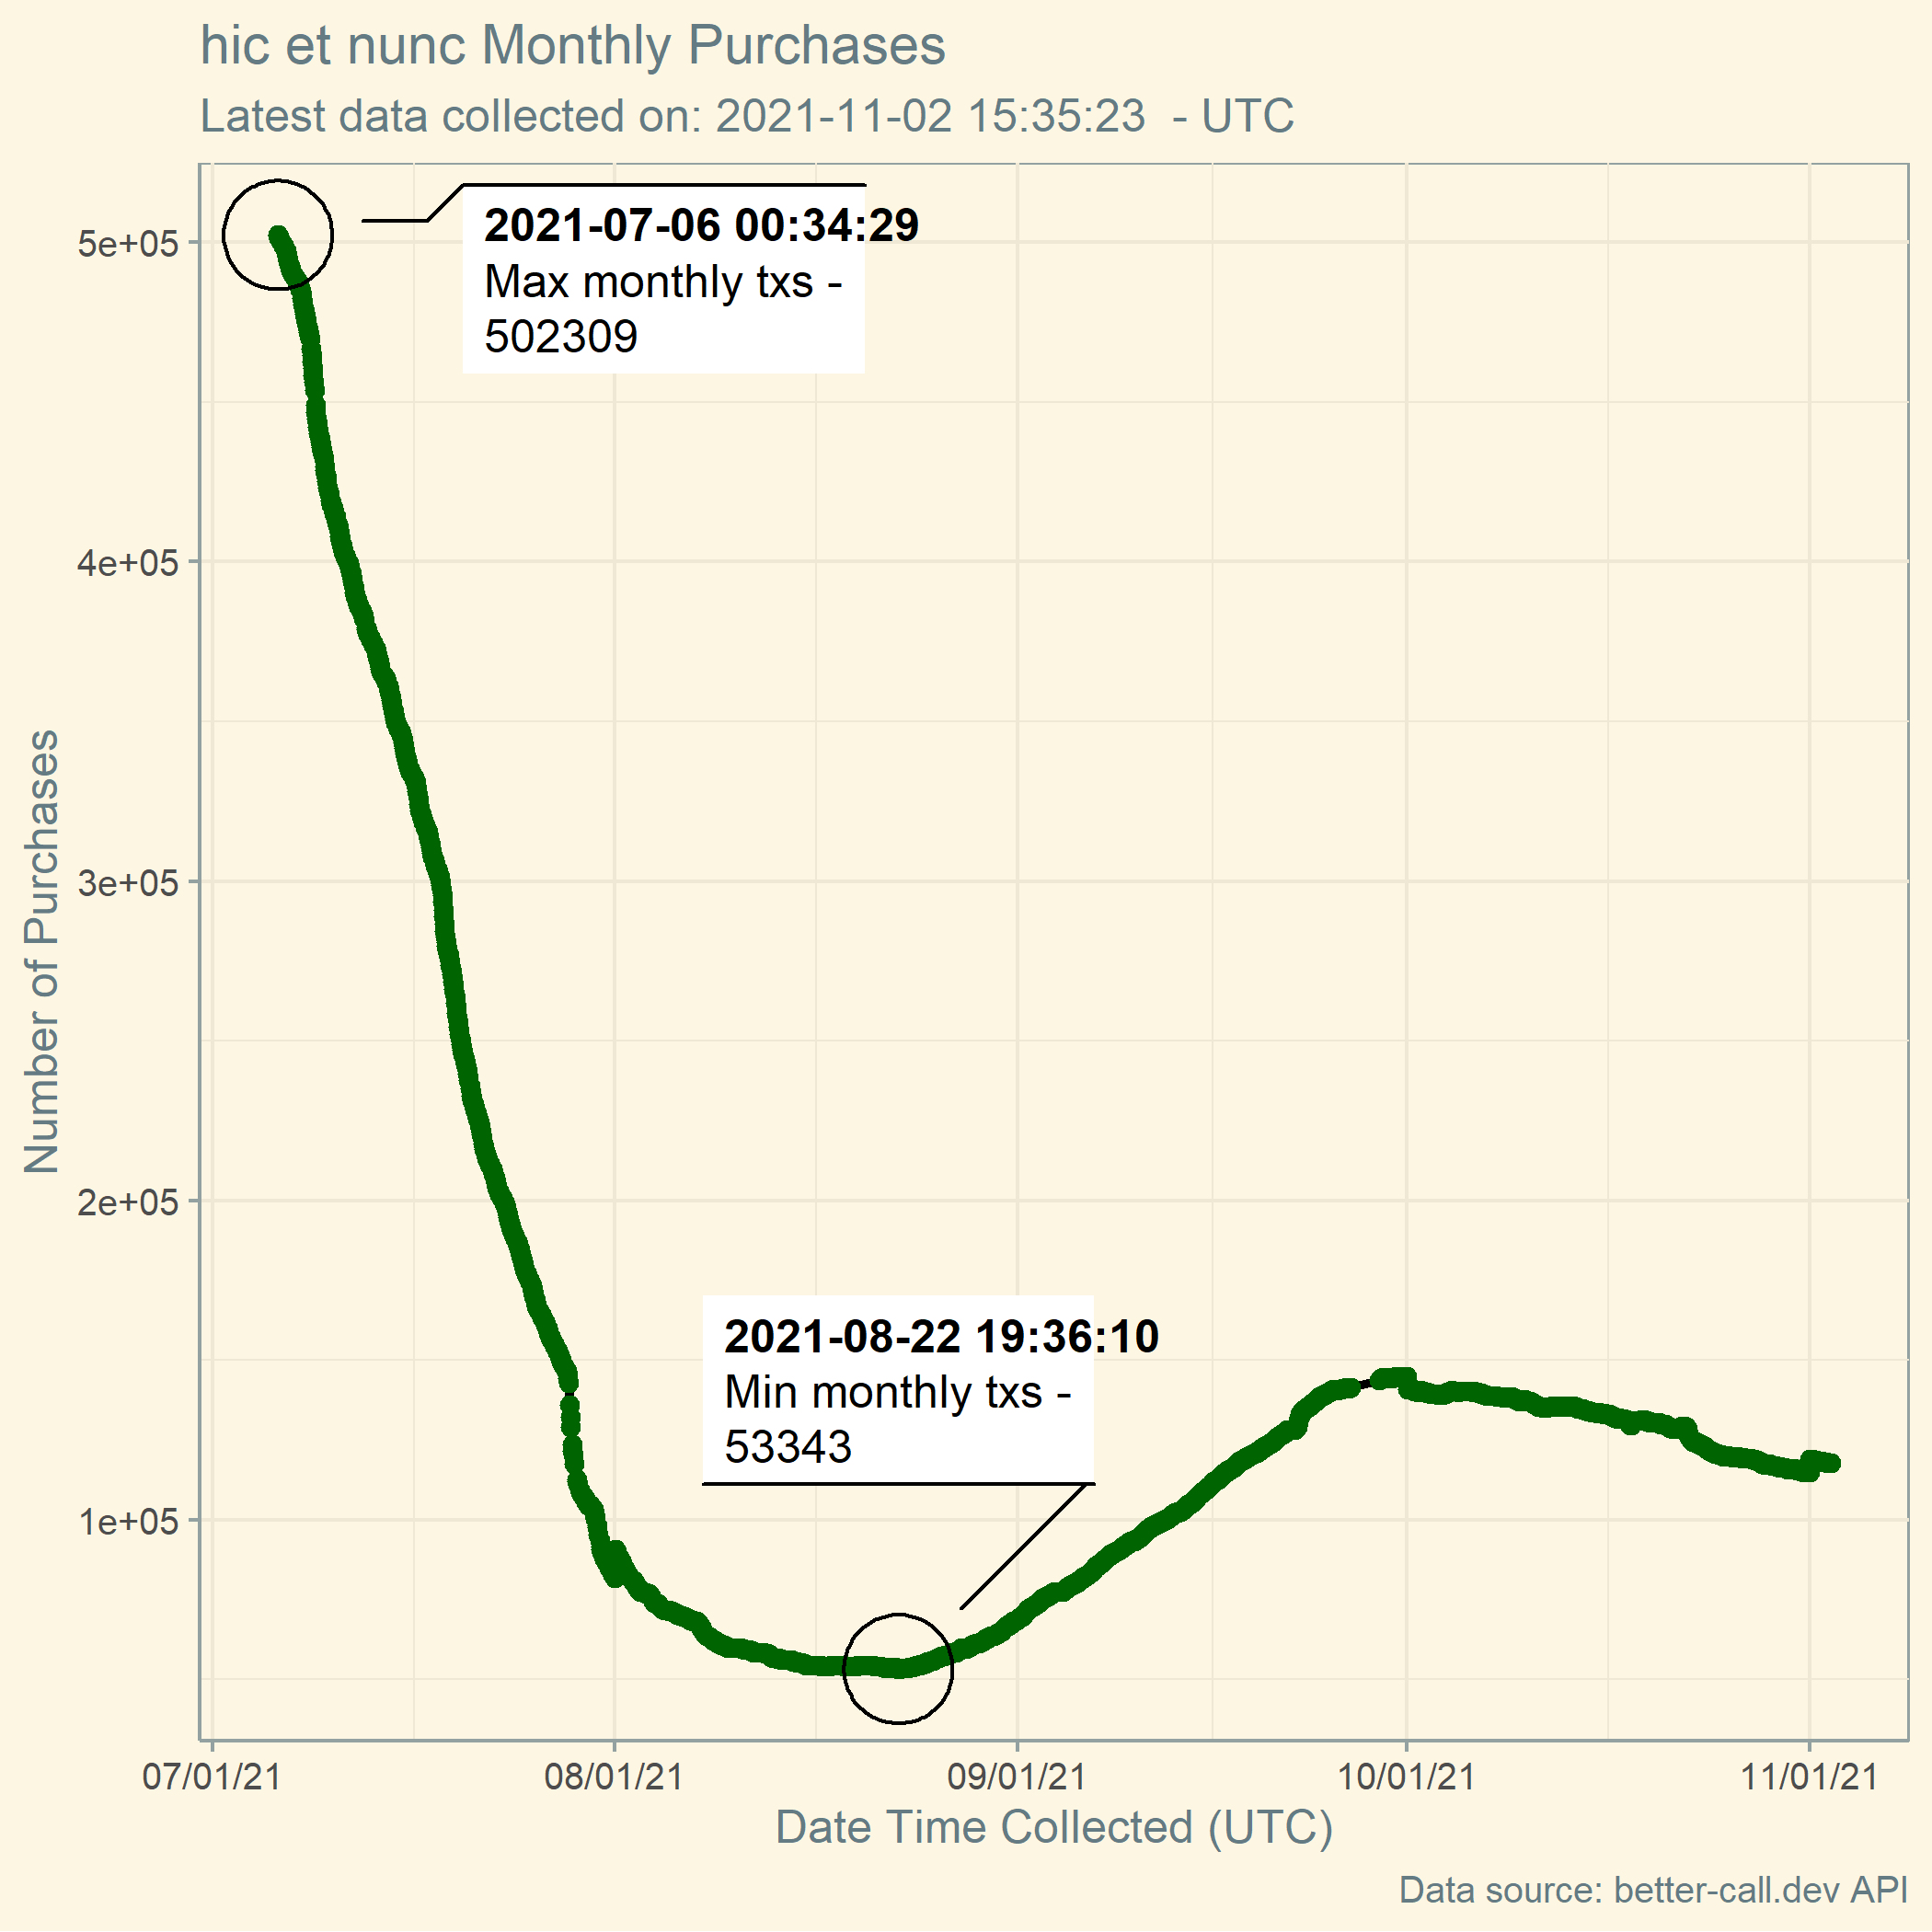 hic et nunc Monthly Purchases
Latest data collected on: 2021-11-02 15:35:23 - UTC
2021-07-06 00:34:29
Max monthly txs -
502309
5e+05
4e+05
3e+05
2e+05
1e+05
Number of Purchases
2021-08-22 19:36:10
Min monthly txs -
53343
07/01/21
08/01/21
09/01/21
10/01/21
11/01/21
Date Time Collected (UTC)
Data source: better-call.dev API